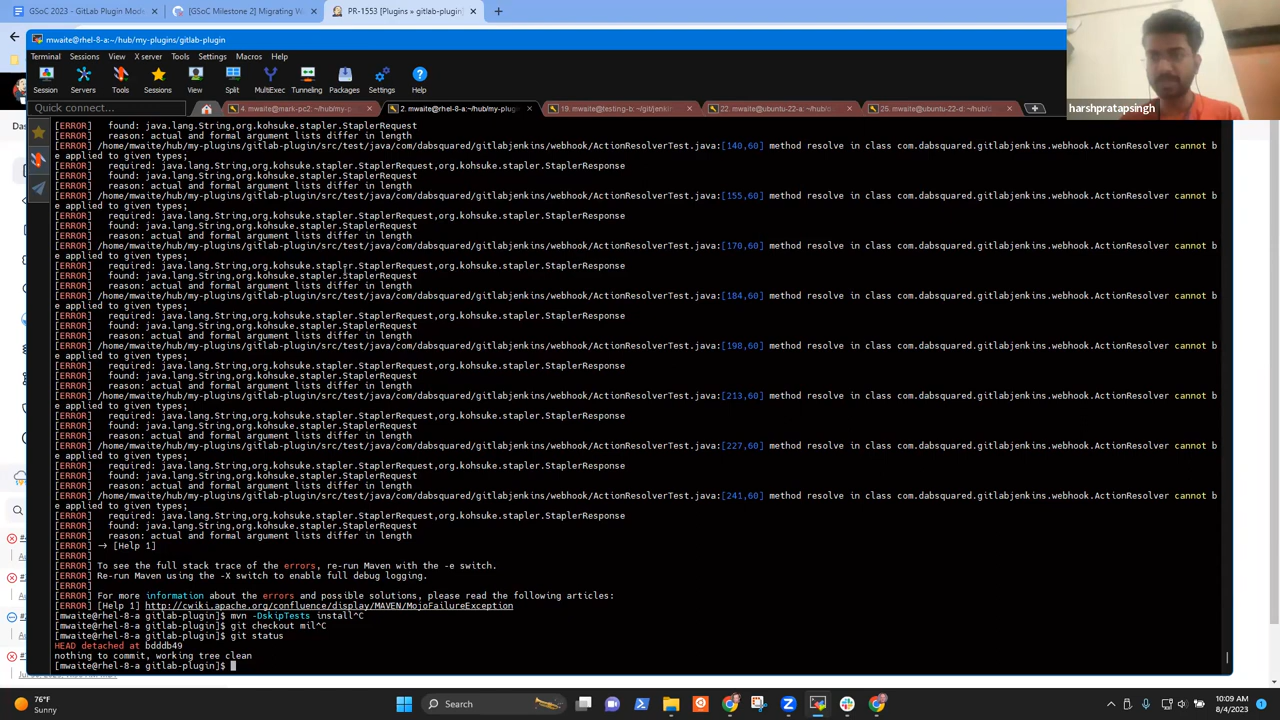 GSoC 2023 - GitLab Plugin Mode
[GSoC Milestone 2] Migrating W
PR-1553 [Plugins » gitlab-plugin]
mwaite@rhel-8-a:~/hub/my-plugins/gitlab-plugin
Terminal Sessions View X server Tools Settings Macros Help
Session Servers Tools Sessions View Split MultiExec Tunneling Packages Settings Help
Quick connect...
4. mwaite@mark-pc2: ~/hub/my-p
2. mwaite@rhel-8-a:~/hub/my-plug
19. mwaite@testing-b: ~/git/jenkin
22. mwaite@ubuntu-22-a: ~/hub/
25. mwaite@ubuntu-22-d: ~/hub/
harshpratapsingh
[ERROR] found: java.lang.String,org.kohsuke.stapler.StaplerRequest
[ERROR] reason: actual and formal argument lists differ in length
[ERROR] /home/mwaite/hub/my-plugins/gitlab-plugin/src/test/java/com/dabsquared/gitlabjenkins/webhook/ActionResolverTest.java:[140,60] method resolve in class com.dabsquared.gitlabjenkins.webhook.ActionResolver cannot b
e applied to given types;
[ERROR] required: java.lang.String,org.kohsuke.stapler.StaplerRequest,org.kohsuke.stapler.StaplerResponse
[ERROR] found: java.lang.String,org.kohsuke.stapler.StaplerRequest
[ERROR] reason: actual and formal argument lists differ in length
[ERROR] /home/mwaite/hub/my-plugins/gitlab-plugin/src/test/java/com/dabsquared/gitlabjenkins/webhook/ActionResolverTest.java:[155,60] method resolve in class com.dabsquared.gitlabjenkins.webhook.ActionResolver cannot b
e applied to given types;
[ERROR] required: java.lang.String,org.kohsuke.stapler.StaplerRequest,org.kohsuke.stapler.StaplerResponse
[ERROR] found: java.lang.String,org.kohsuke.stapler.StaplerRequest
[ERROR] reason: actual and formal argument lists differ in length
[ERROR] /home/mwaite/hub/my-plugins/gitlab-plugin/src/test/java/com/dabsquared/gitlabjenkins/webhook/ActionResolverTest.java:[170,60] method resolve in class com.dabsquared.gitlabjenkins.webhook.ActionResolver cannot b
e applied to given types;
[ERROR] required: java.lang.String,org.kohsuke.stapler.StaplerRequest,org.kohsuke.stapler.StaplerResponse
[ERROR] found: java.lang.String,org.kohsuke.stapler.StaplerRequest
[ERROR] reason: actual and formal argument lists differ in length
[ERROR] /home/mwaite/hub/my-plugins/gitlab-plugin/src/test/java/com/dabsquared/gitlabjenkins/webhook/ActionResolverTest.java:[184,60] method resolve in class com.dabsquared.gitlabjenkins.webhook.ActionResolver cannot b
e applied to given types;
[ERROR] required: java.lang.String,org.kohsuke.stapler.StaplerRequest,org.kohsuke.stapler.StaplerResponse
[ERROR] found: java.lang.String,org.kohsuke.stapler.StaplerRequest
[ERROR] reason: actual and formal argument lists differ in length
[ERROR] /home/mwaite/hub/my-plugins/gitlab-plugin/src/test/java/com/dabsquared/gitlabjenkins/webhook/ActionResolverTest.java:[198,60] method resolve in class com.dabsquared.gitlabjenkins.webhook.ActionResolver cannot b
e applied to given types;
[ERROR] required: java.lang.String,org.kohsuke.stapler.StaplerRequest,org.kohsuke.stapler.StaplerResponse
[ERROR] found: java.lang.String,org.kohsuke.stapler.StaplerRequest
[ERROR] reason: actual and formal argument lists differ in length
[ERROR] /home/mwaite/hub/my-plugins/gitlab-plugin/src/test/java/com/dabsquared/gitlabjenkins/webhook/ActionResolverTest.java:[213,60] method resolve in class com.dabsquared.gitlabjenkins.webhook.ActionResolver cannot b
e applied to given types;
[ERROR] required: java.lang.String,org.kohsuke.stapler.StaplerRequest,org.kohsuke.stapler.StaplerResponse
[ERROR] found: java.lang.String,org.kohsuke.stapler.StaplerRequest
[ERROR] reason: actual and formal argument lists differ in length
[ERROR] /home/mwaite/hub/my-plugins/gitlab-plugin/src/test/java/com/dabsquared/gitlabjenkins/webhook/ActionResolverTest.java:[227,60] method resolve in class com.dabsquared.gitlabjenkins.webhook.ActionResolver cannot b
e applied to given types;
[ERROR] required: java.lang.String,org.kohsuke.stapler.StaplerRequest,org.kohsuke.stapler.StaplerResponse
[ERROR] found: java.lang.String,org.kohsuke.stapler.StaplerRequest
[ERROR] reason: actual and formal argument lists differ in length
[ERROR] /home/mwaite/hub/my-plugins/gitlab-plugin/src/test/java/com/dabsquared/gitlabjenkins/webhook/ActionResolverTest.java:[241,60] method resolve in class com.dabsquared.gitlabjenkins.webhook.ActionResolver cannot b
e applied to given types;
[ERROR] required: java.lang.String,org.kohsuke.stapler.StaplerRequest,org.kohsuke.stapler.StaplerResponse
[ERROR] found: java.lang.String,org.kohsuke.stapler.StaplerRequest
[ERROR] reason: actual and formal argument lists differ in length
[ERROR] -> [Help 1]
[ERROR]
[ERROR] To see the full stack trace of the errors, re-run Maven with the -e switch.
[ERROR] Re-run Maven using the -X switch to enable full debug logging.
[ERROR]
[ERROR] For more information about the errors and possible solutions, please read the following articles:
[ERROR] [Help 1] http://cwiki.apache.org/confluence/display/MAVEN/MojoFailureException
[mwaite@rhel-8-a gitlab-plugin]$ mvn -DskipTests install^C
[mwaite@rhel-8-a gitlab-plugin]$ git checkout mil^C
[mwaite@rhel-8-a gitlab-plugin]$ git status
HEAD detached at bdddb49
nothing to commit, working tree clean
[mwaite@rhel-8-a gitlab-plugin]$
76°F
Sunny
Search
10:09 AM
8/4/2023